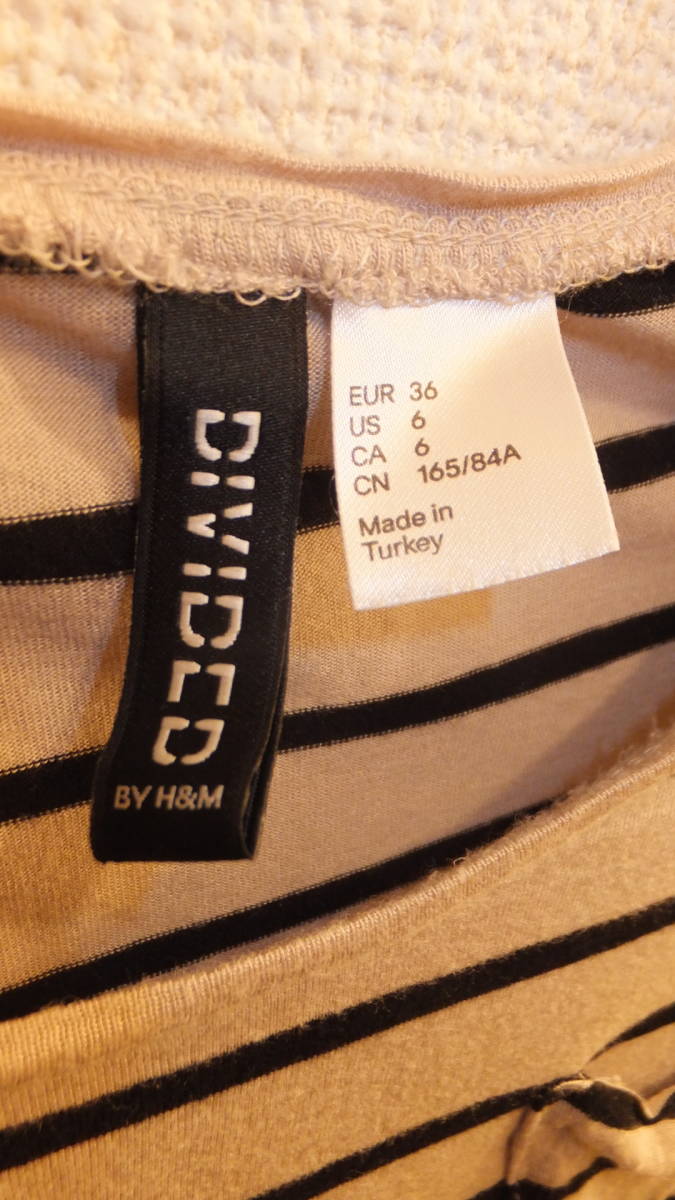 DIVIDED
BY H&M
EUR 36
US 6
CA 6
CN 165/84A
Made in
Turkey